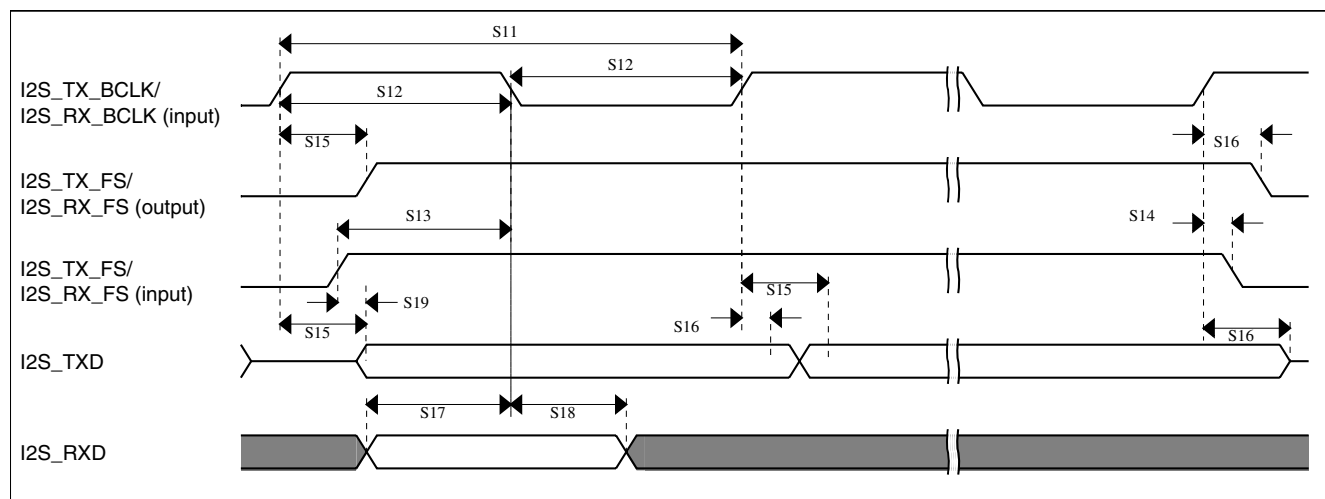 S11
I2S_TX_BCLK/
I2S_RX_BCLK (input)
S12
S12
S15
S16
I2S_TX_FS/
I2S_RX_FS (output)
S13
S14
I2S_TX_FS/
I2S_RX_FS (input)
S19
S15
S15
S16
S16
I2S_TXD
S17
S18
I2S_RXD